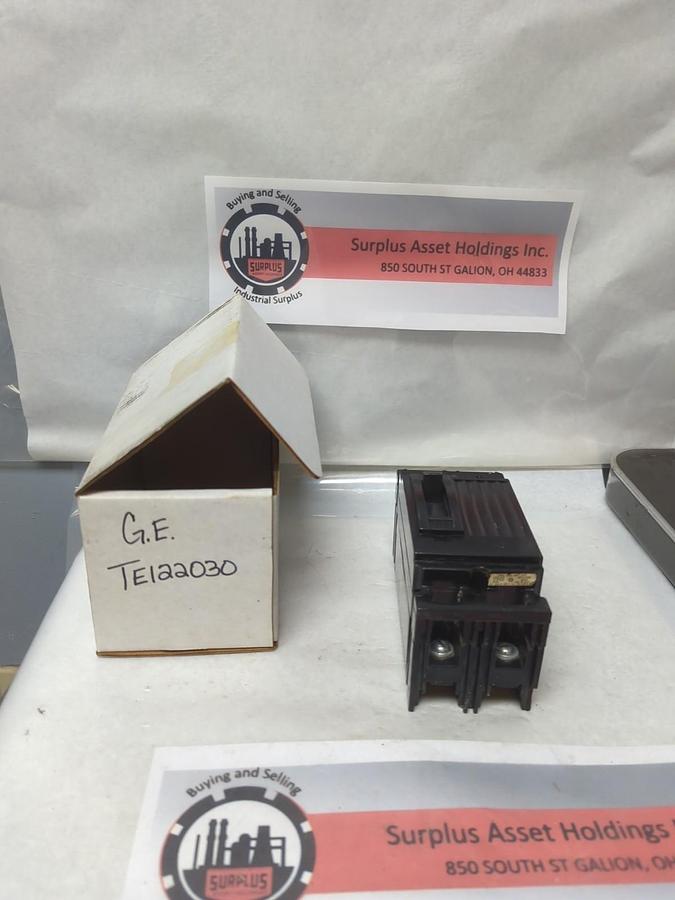 Buying and Selling
SURPLUS
Industrial Surplus
Surplus Asset Holdings Inc.
850 SOUTH ST GALION, OH 44833
G.E.
TE122030
Buying and Selling
SURPLUS
Surplus Asset Holdings
850 SOUTH ST GALION, OH